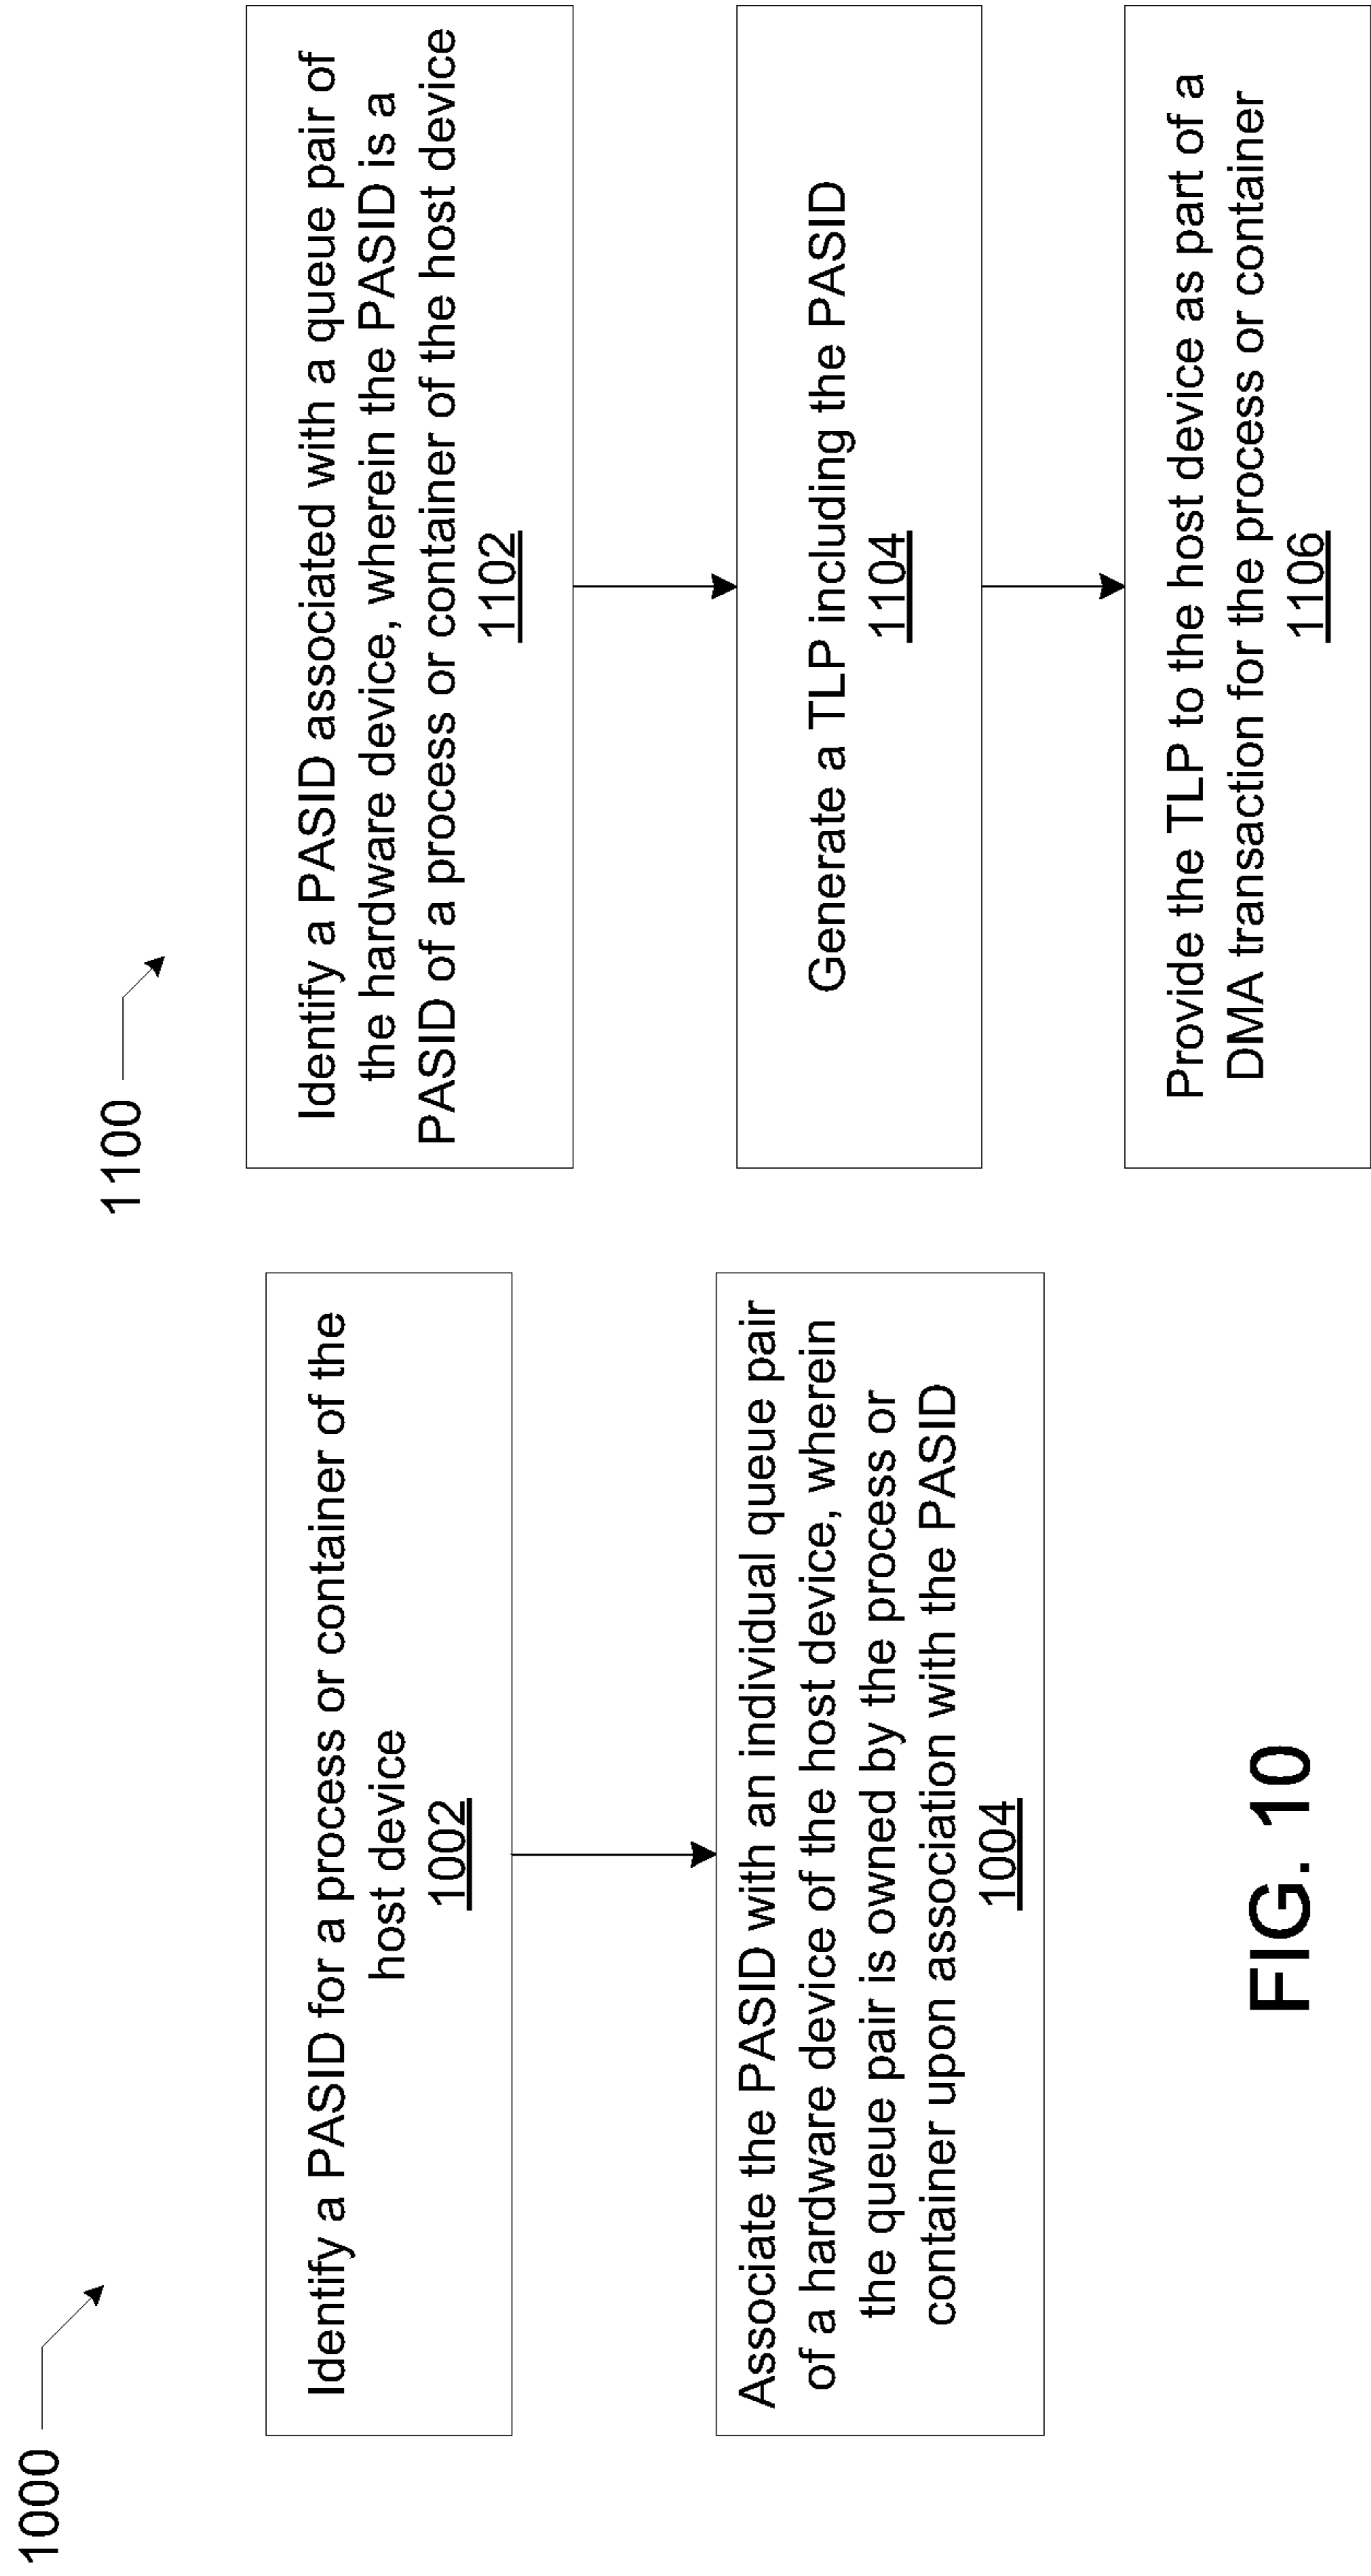 1000
Identify a PASID for a process or container of the
host device
1002
Associate the PASID with an individual queue pair
of a hardware device of the host device, wherein
the queue pair is owned by the process or
container upon association with the PASID
1004
FIG. 10
1100
Identify a PASID associated with a queue pair of
the hardware device, wherein the PASID is a
PASID of a process or container of the host device
1102
Generate a TLP including the PASID
1104
Provide the TLP to the host device as part of a
DMA transaction for the process or container
1106